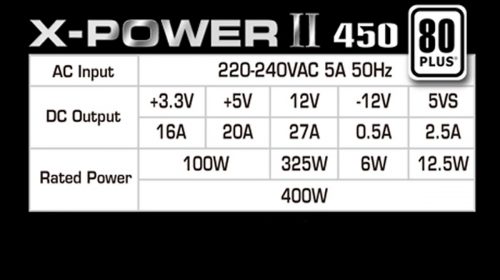 X-POWER II 450
80
PLUS
AC Input 220-240VAC 5A 50Hz
DC Output +3.3V +5V 12V -12V 5VS
16A 20A 27A 0.5A 2.5A
Rated Power 100W 325W 6W 12.5W
400W